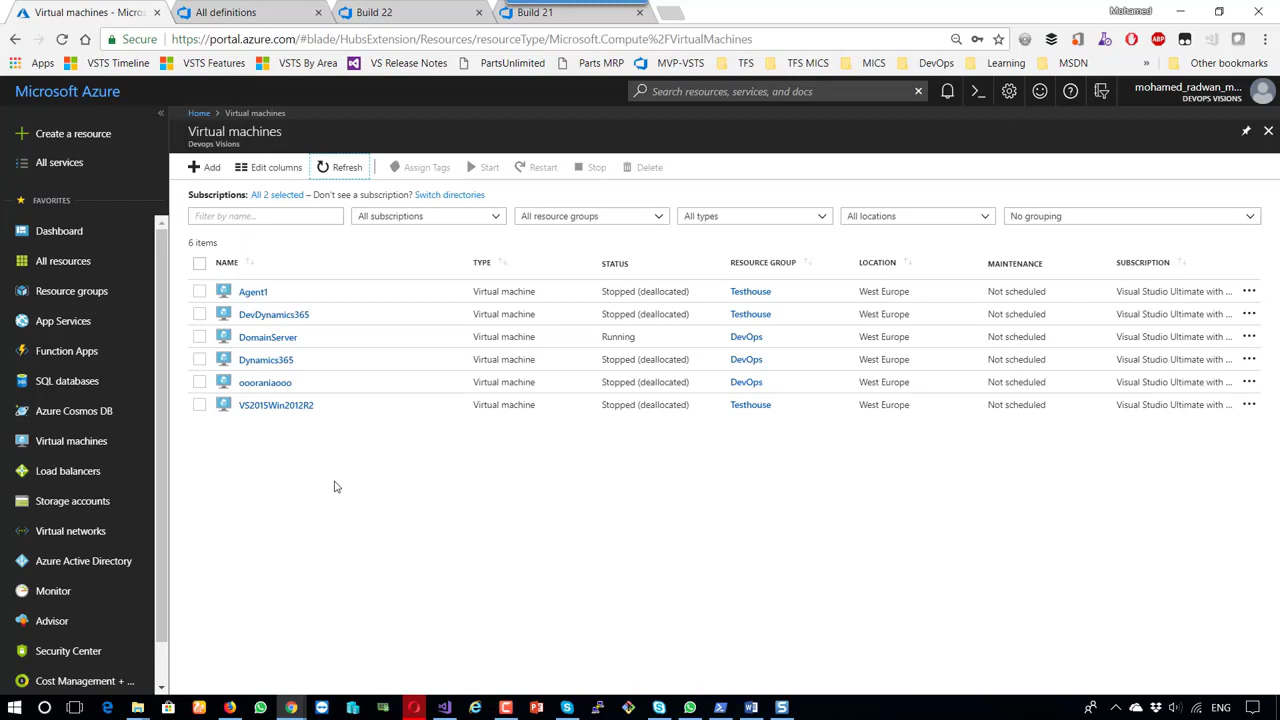 Virtual machines - Micros
All definitions
Build 22
Build 21
Mohamed
Secure
https://portal.azure.com/#blade/HubsExtension/Resources/resourceType/Microsoft.Compute%2FVirtualMachines
Apps
VSTS Timeline
VSTS Features
VSTS By Area
VS Release Notes
PartsUnlimited
Parts MRP
MVP-VSTS
TFS
TFS MICS
MICS
DevOps
Learning
MSDN
Other bookmarks
Microsoft Azure
Search resources, services, and docs
mohamed_radwan_m...
DEVOPS VISIONS
Create a resource
All services
FAVORITES
Dashboard
All resources
Resource groups
App Services
Function Apps
SQL databases
Azure Cosmos DB
Virtual machines
Load balancers
Storage accounts
Virtual networks
Azure Active Directory
Monitor
Advisor
Security Center
Cost Management + ...
Home > Virtual machines
Virtual machines
Devops Visions
Add
Edit columns
Refresh
Assign Tags
Start
Restart
Stop
Delete
Subscriptions: All 2 selected – Don't see a subscription? Switch directories
Filter by name...
All subscriptions
All resource groups
All types
All locations
No grouping
6 items
NAME TYPE STATUS RESOURCE GROUP LOCATION MAINTENANCE SUBSCRIPTION
Agent1 Virtual machine Stopped (deallocated) Testhouse West Europe Not scheduled Visual Studio Ultimate with ...
DevDynamics365 Virtual machine Stopped (deallocated) Testhouse West Europe Not scheduled Visual Studio Ultimate with ...
DomainServer Virtual machine Running DevOps West Europe Not scheduled Visual Studio Ultimate with ...
Dynamics365 Virtual machine Stopped (deallocated) DevOps West Europe Not scheduled Visual Studio Ultimate with ...
oooraniaooo Virtual machine Stopped (deallocated) DevOps West Europe Not scheduled Visual Studio Ultimate with ...
VS2015Win2012R2 Virtual machine Stopped (deallocated) Testhouse West Europe Not scheduled Visual Studio Ultimate with ...
ENG